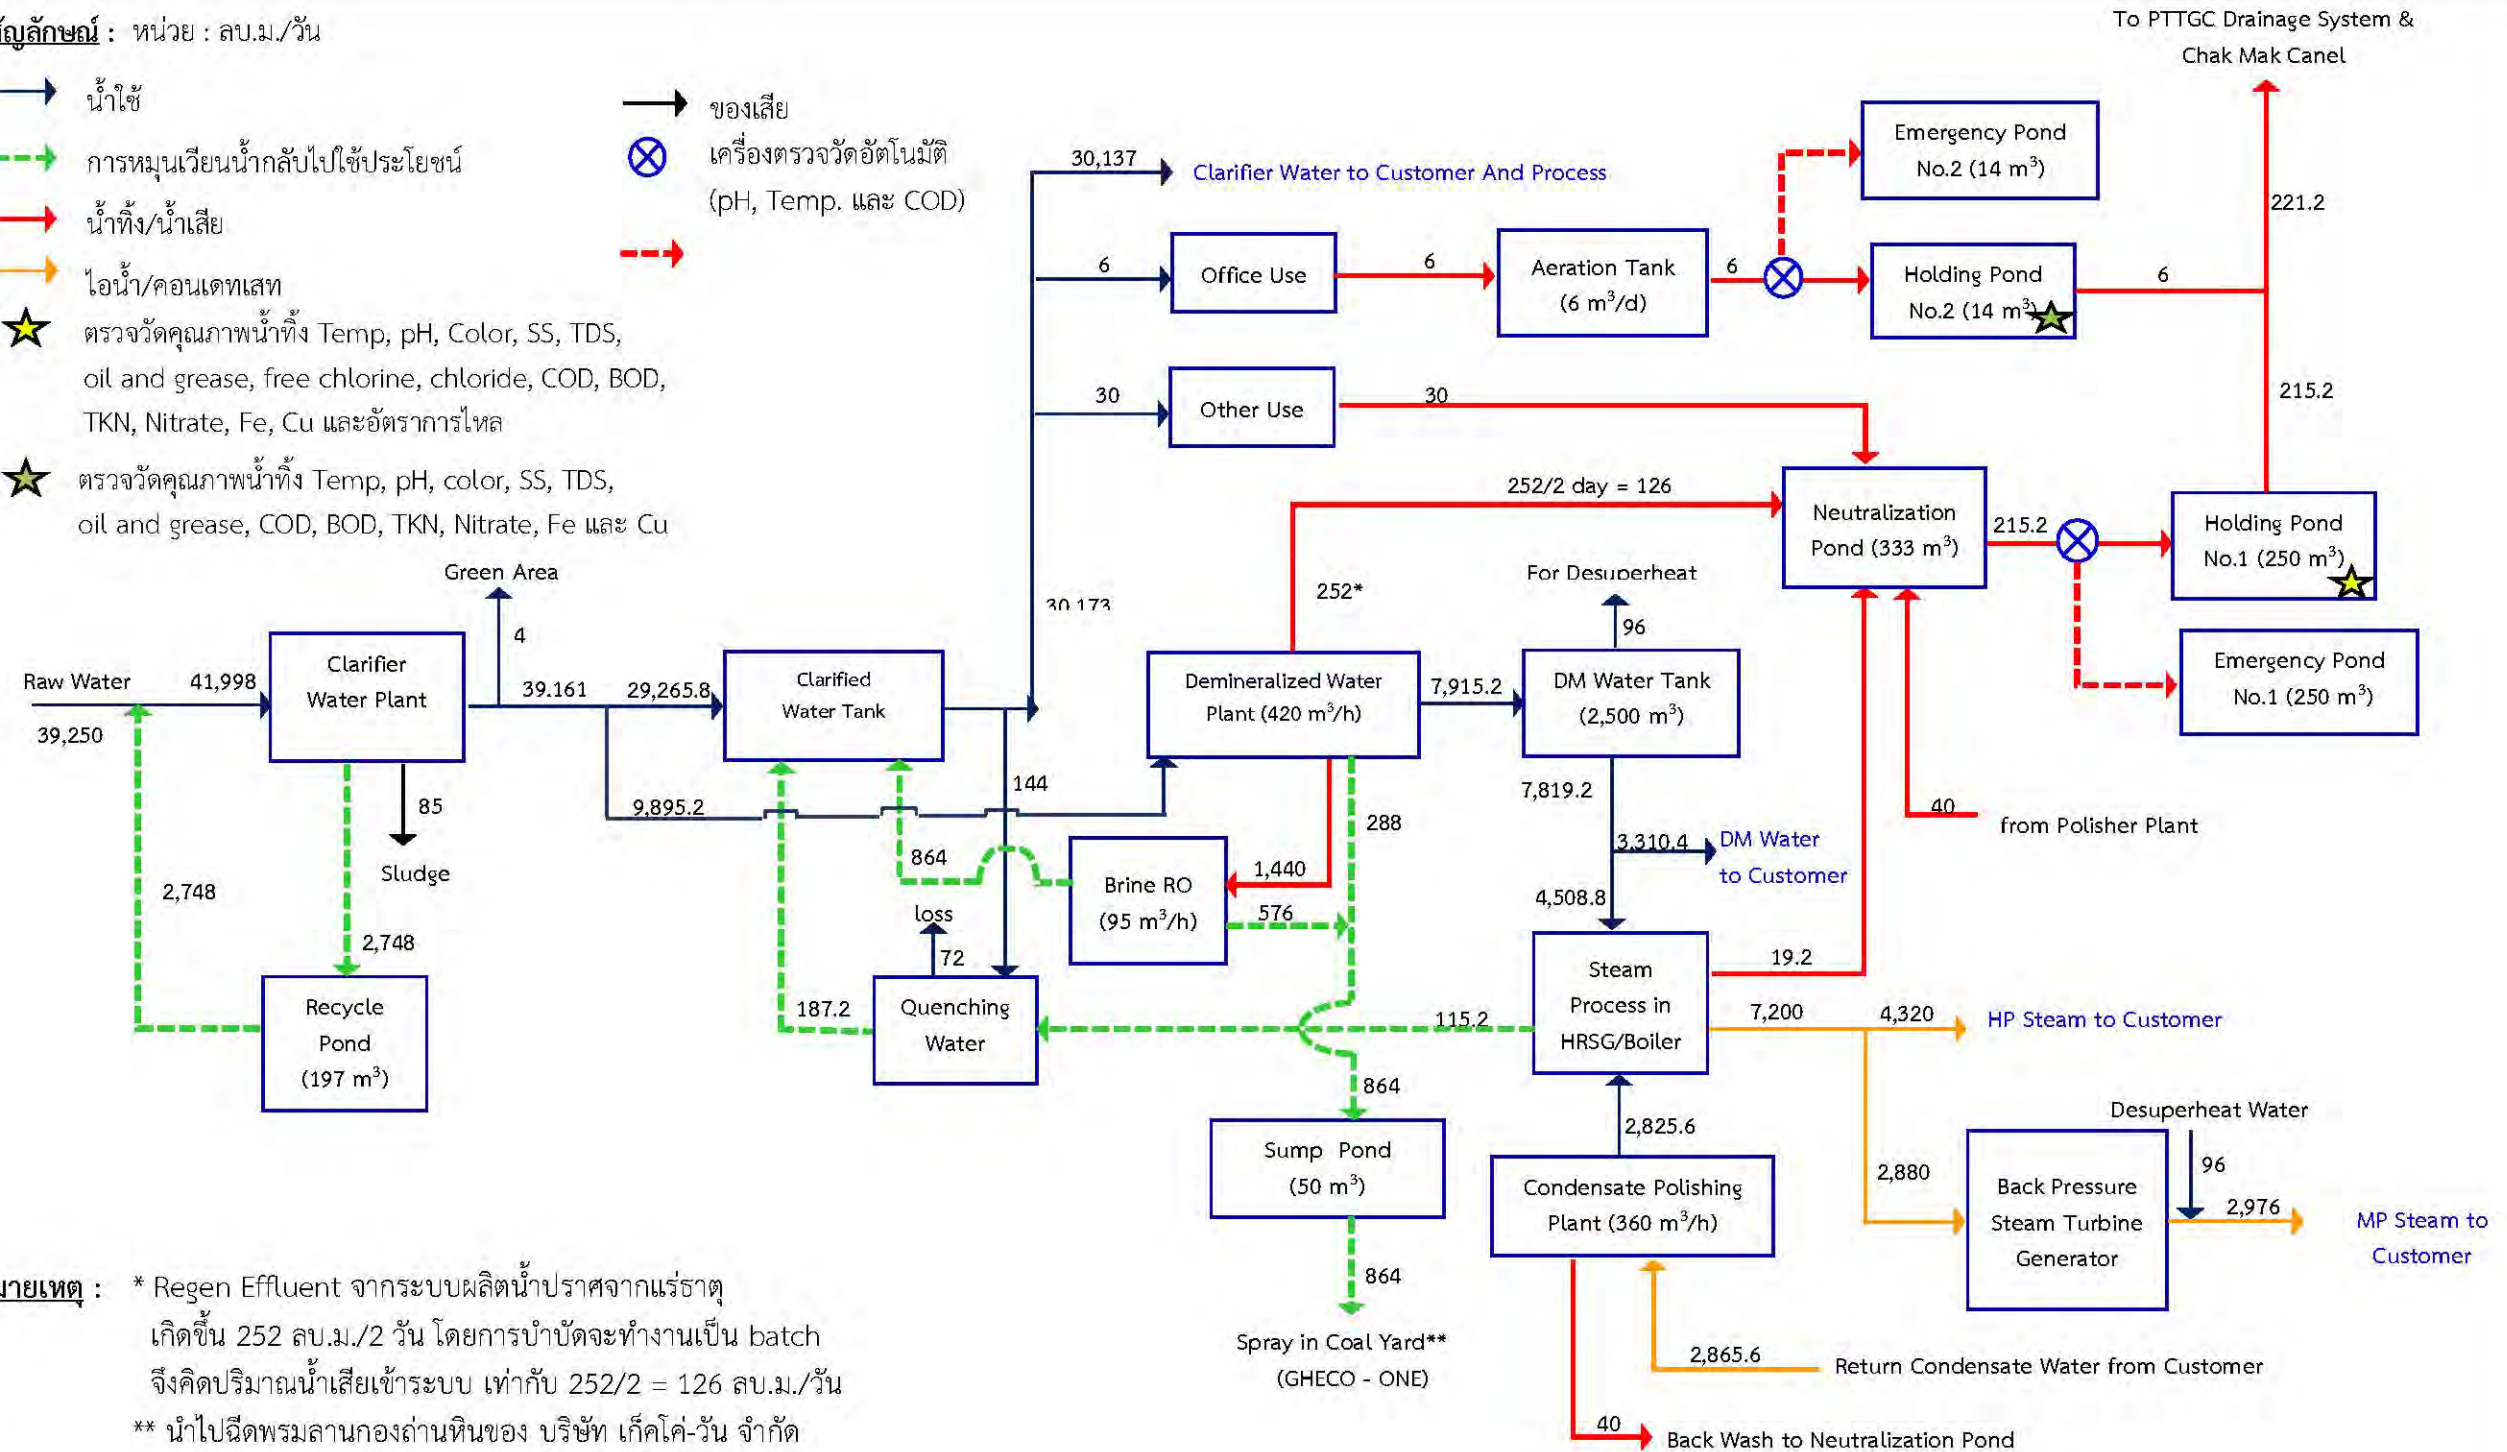 ัญลักษณ์ : หน่วย : ลบ.ม./วัน
น้ำใช้
การหมุนเวียนน้ำกลับไปใช้ประโยชน์
น้ำทิ้ง/น้ำเสีย
ไอน้ำ/คอนเดทเสท
ตรวจวัดคุณภาพน้ำทิ้ง Temp, pH, Color, SS, TDS,
oil and grease, free chlorine, chloride, COD, BOD,
TKN, Nitrate, Fe, Cu และอัตราการไหล
ตรวจวัดคุณภาพน้ำทิ้ง Temp, pH, color, SS, TDS,
oil and grease, COD, BOD, TKN, Nitrate, Fe และ Cu
ของเสีย
เครื่องตรวจวัดอัตโนมัติ
(pH, Temp. และ COD)
To PTTGC Drainage System &
Chak Mak Canel
221.2
215.2
30,137
Clarifier Water to Customer And Process
6
Office Use
6
Aeration Tank
(6 m³/d)
6
Emergency Pond
No.2 (14 m³)
Holding Pond
No.2 (14 m³)
6
30
Other Use
30
252/2 day = 126
Neutralization
Pond (333 m³)
215.2
Holding Pond
No.1 (250 m³)
Emergency Pond
No.1 (250 m³)
Green Area
4
Raw Water
41,998
39,250
Clarifier
Water Plant
39.161
29,265.8
Clarified
Water Tank
30,173
252*
Demineralized Water
Plant (420 m³/h)
7,915.2
For Desuperheat
96
DM Water Tank
(2,500 m³)
85
Sludge
2,748
2,748
Recycle
Pond
(197 m³)
9,895.2
144
864
Brine RO
(95 m³/h)
1,440
576
288
7,819.2
3,310.4
DM Water
to Customer
4,508.8
40
from Polisher Plant
loss
72
187.2
Quenching
Water
115.2
Steam
Process in
HRSG/Boiler
19.2
7,200
4,320
HP Steam to Customer
864
Sump Pond
(50 m³)
864
Spray in Coal Yard**
(GHECO - ONE)
2,825.6
Condensate Polishing
Plant (360 m³/h)
2,880
Desuperheat Water
96
Back Pressure
Steam Turbine
Generator
2,976
MP Steam to
Customer
2,865.6
Return Condensate Water from Customer
40
Back Wash to Neutralization Pond
มายเหตุ : * Regen Effluent จากระบบผลิตน้ำปราศจากแร่ธาตุ
เกิดขึ้น 252 ลบ.ม./2 วัน โดยการบำบัดจะทำงานเป็น batch
จึงคิดปริมาณน้ำเสียเข้าระบบ เท่ากับ 252/2 = 126 ลบ.ม./วัน
** นำไปฉีดพรมลานกองถ่านหินของ บริษัท เก็คโค่-วัน จำกัด